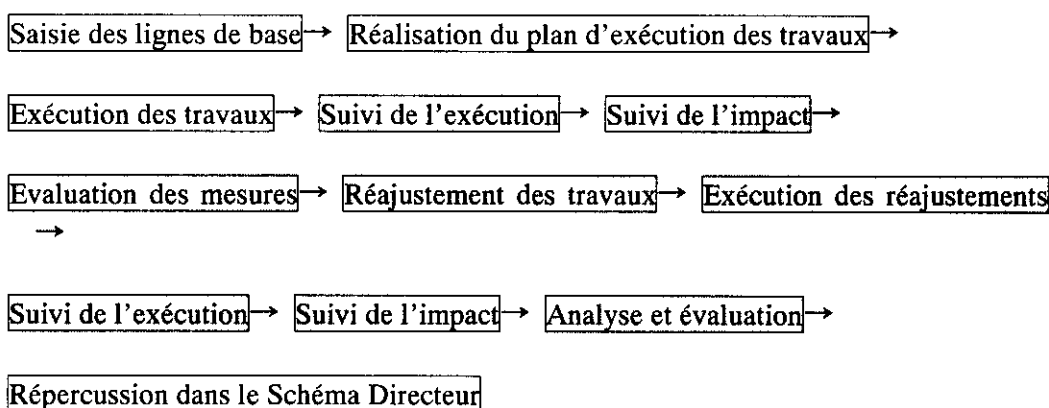 Saisie des lignes de base→ Réalisation du plan d'exécution des travaux→
Exécution des travaux→ Suivi de l'exécution→ Suivi de l'impact→
Evaluation des mesures→ Réajustement des travaux→ Exécution des réajustements
→
Suivi de l'exécution→ Suivi de l'impact→ Analyse et évaluation→
Répercussion dans le Schéma Directeur